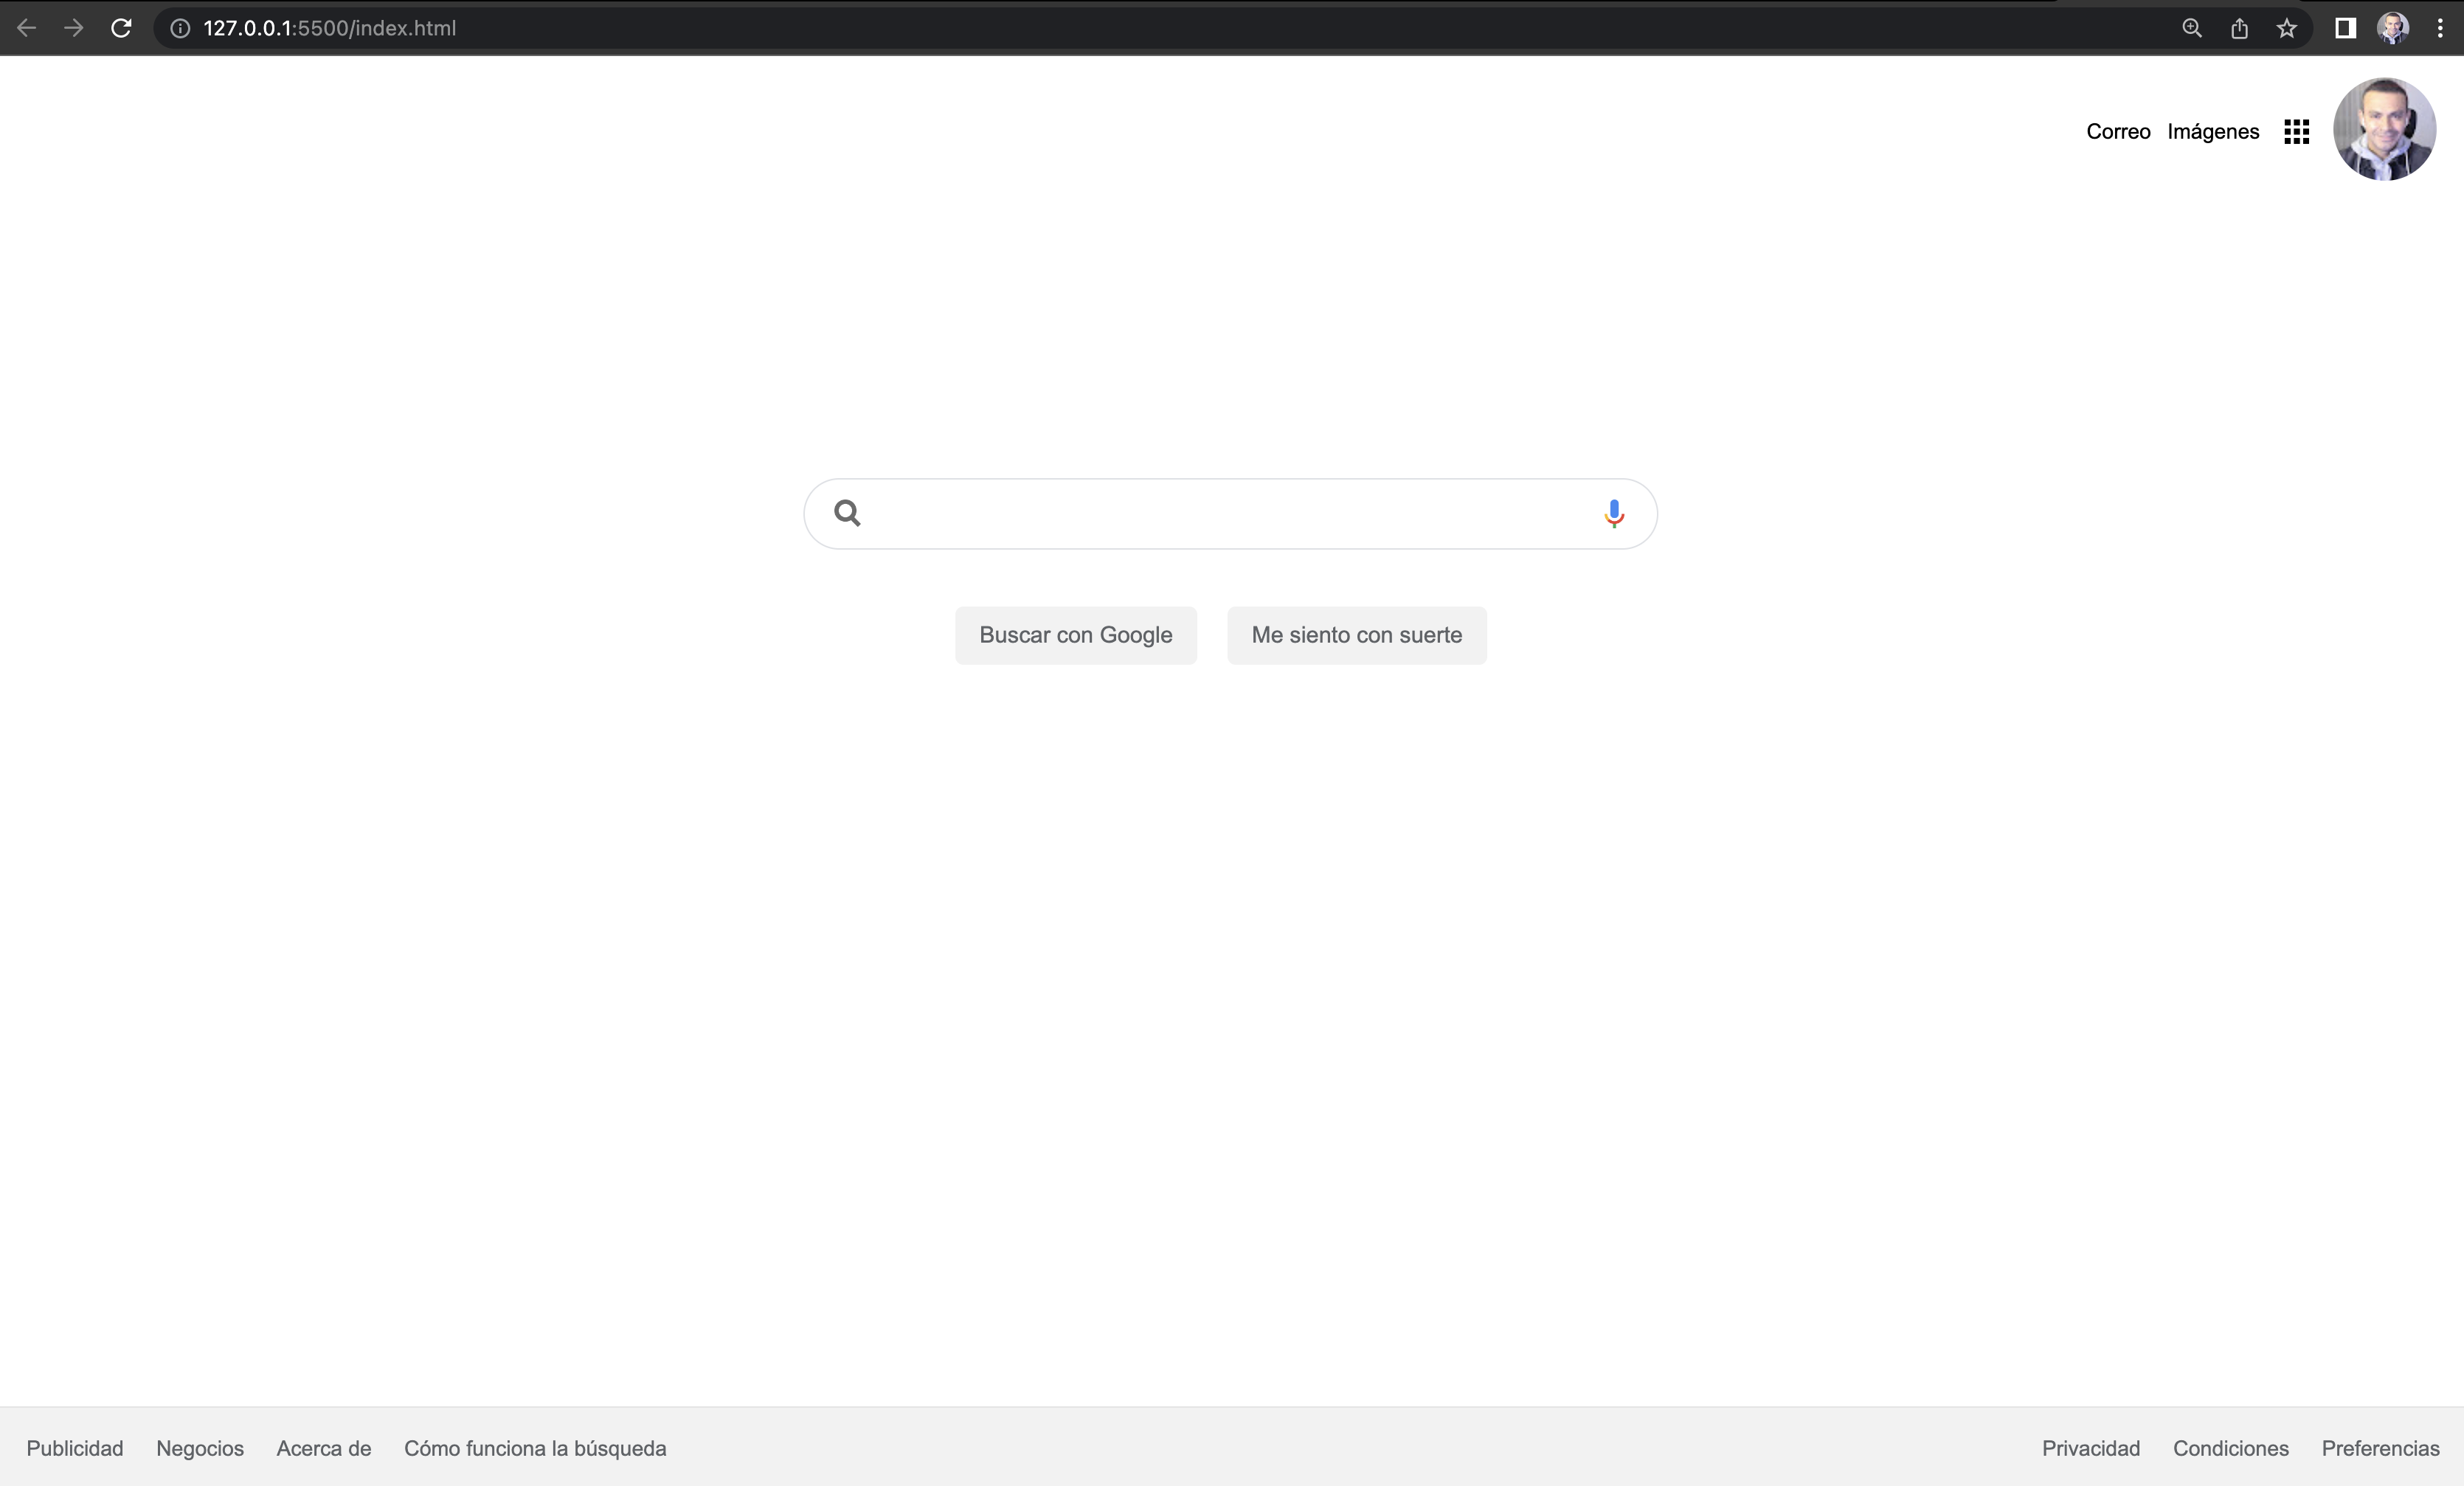 127.0.0.1:5500/index.html
Correo Imágenes
Buscar con Google Me siento con suerte
Publicidad Negocios Acerca de Cómo funciona la búsqueda Privacidad Condiciones Preferencias